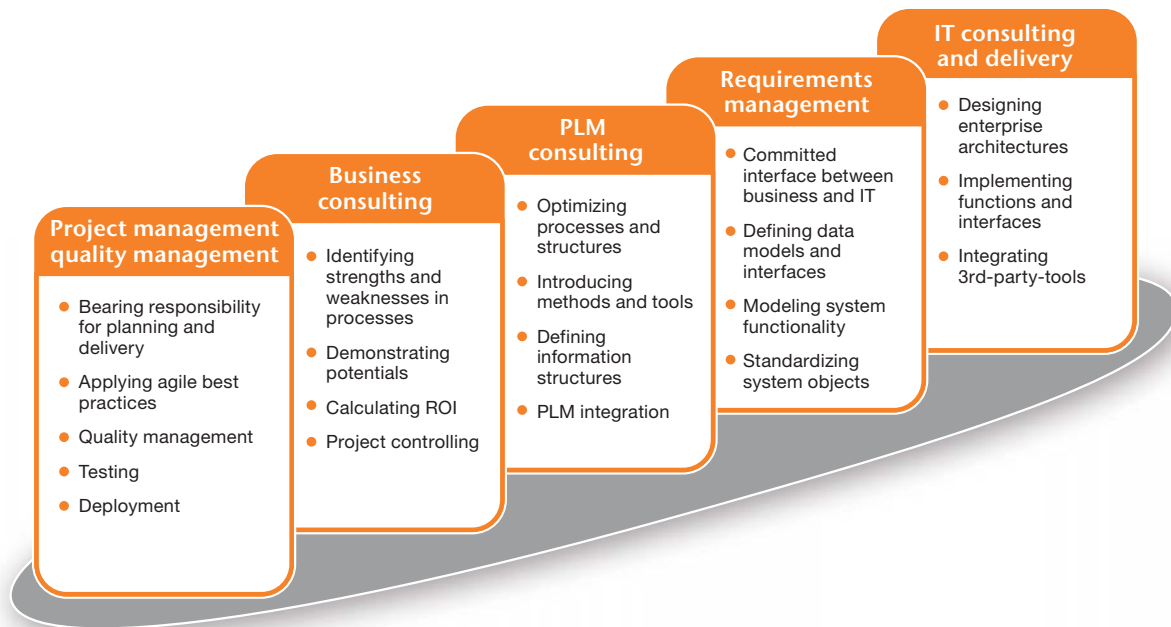 Project management
quality management
Bearing responsibility
for planning and
delivery
Applying agile best
practices
Quality management
Testing
Deployment
Business
consulting
Identifying
strengths and
weaknesses in
processes
Demonstrating
potentials
Calculating ROI
Project controlling
PLM
consulting
Optimizing
processes and
structures
Introducing
methods and tools
Defining
information
structures
PLM integration
Requirements
management
Committed
interface between
business and IT
Defining data
models and
interfaces
Modeling system
functionality
Standardizing
system objects
IT consulting
and delivery
Designing
enterprise
architectures
Implementing
functions and
interfaces
Integrating
3rd-party-tools